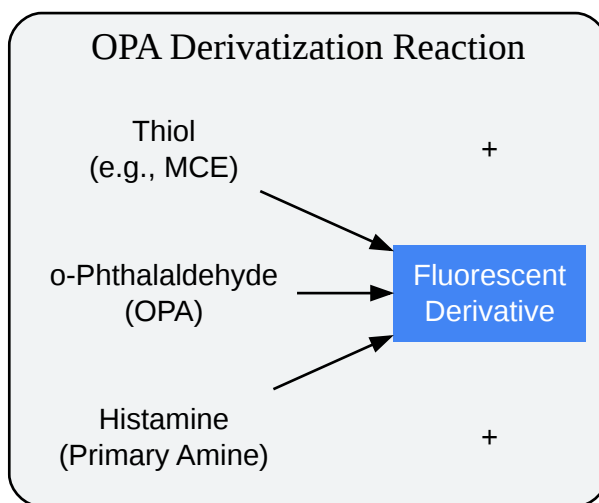 OPA Derivatization Reaction
Thiol
(e.g., MCE)
+
o-Phthalaldehyde
(OPA)
Fluorescent
Derivative
Histamine
(Primary Amine)
+